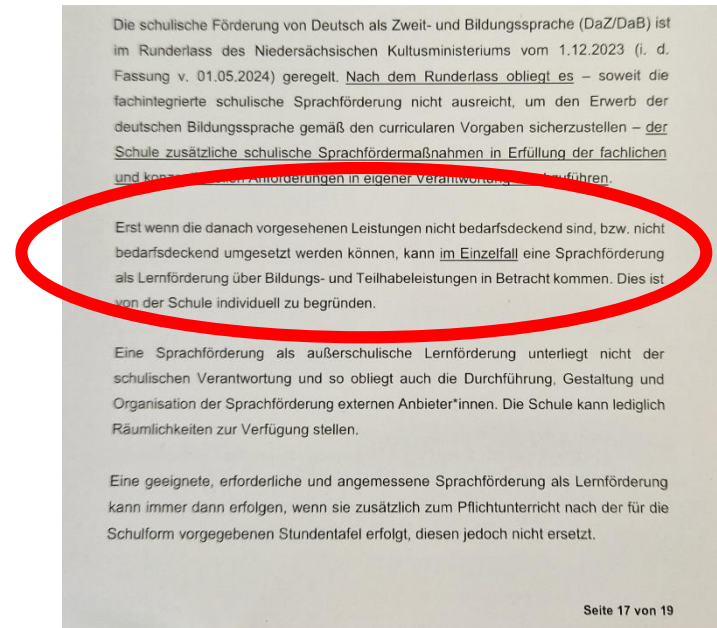 Die schulische Förderung von Deutsch als Zweit- und Bildungssprache (DaZ/DaB) ist
im Runderlass des Niedersächsischen Kultusministeriums vom 1.12.2023 (i. d.
Fassung v. 01.05.2024) geregelt. Nach dem Runderlass obliegt es – soweit die
fachintegrierte schulische Sprachförderung nicht ausreicht, um den Erwerb der
deutschen Bildungssprache gemäß den curricularen Vorgaben sicherzustellen – der
Schule zusätzliche schulische Sprachfördermaßnahmen in Erfüllung der fachlichen
und Anforderungen in eigener Verantwortung
Erst wenn die danach vorgesehenen Leistungen nicht bedarfsdeckend sind, bzw. nicht
bedarfsdeckend umgesetzt werden können, kann im Einzelfall eine Sprachförderung
als Lernförderung über Bildungs- und Teilhabeleistungen in Betracht kommen. Dies ist
von der Schule individuell zu begründen.
Eine Sprachförderung als außerschulische Lernförderung unterliegt nicht der
schulischen Verantwortung und so obliegt auch die Durchführung, Gestaltung und
Organisation der Sprachförderung externen Anbieter*innen. Die Schule kann lediglich
Räumlichkeiten zur Verfügung stellen.
Eine geeignete, erforderliche und angemessene Sprachförderung als Lernförderung
kann immer dann erfolgen, wenn sie zusätzlich zum Pflichtunterricht nach der für die
Schulform vorgegebenen Stundentafel erfolgt, diesen jedoch nicht ersetzt.
Seite 17 von 19